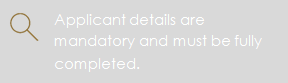 Applicant details are
mandatory and must be fully
completed.